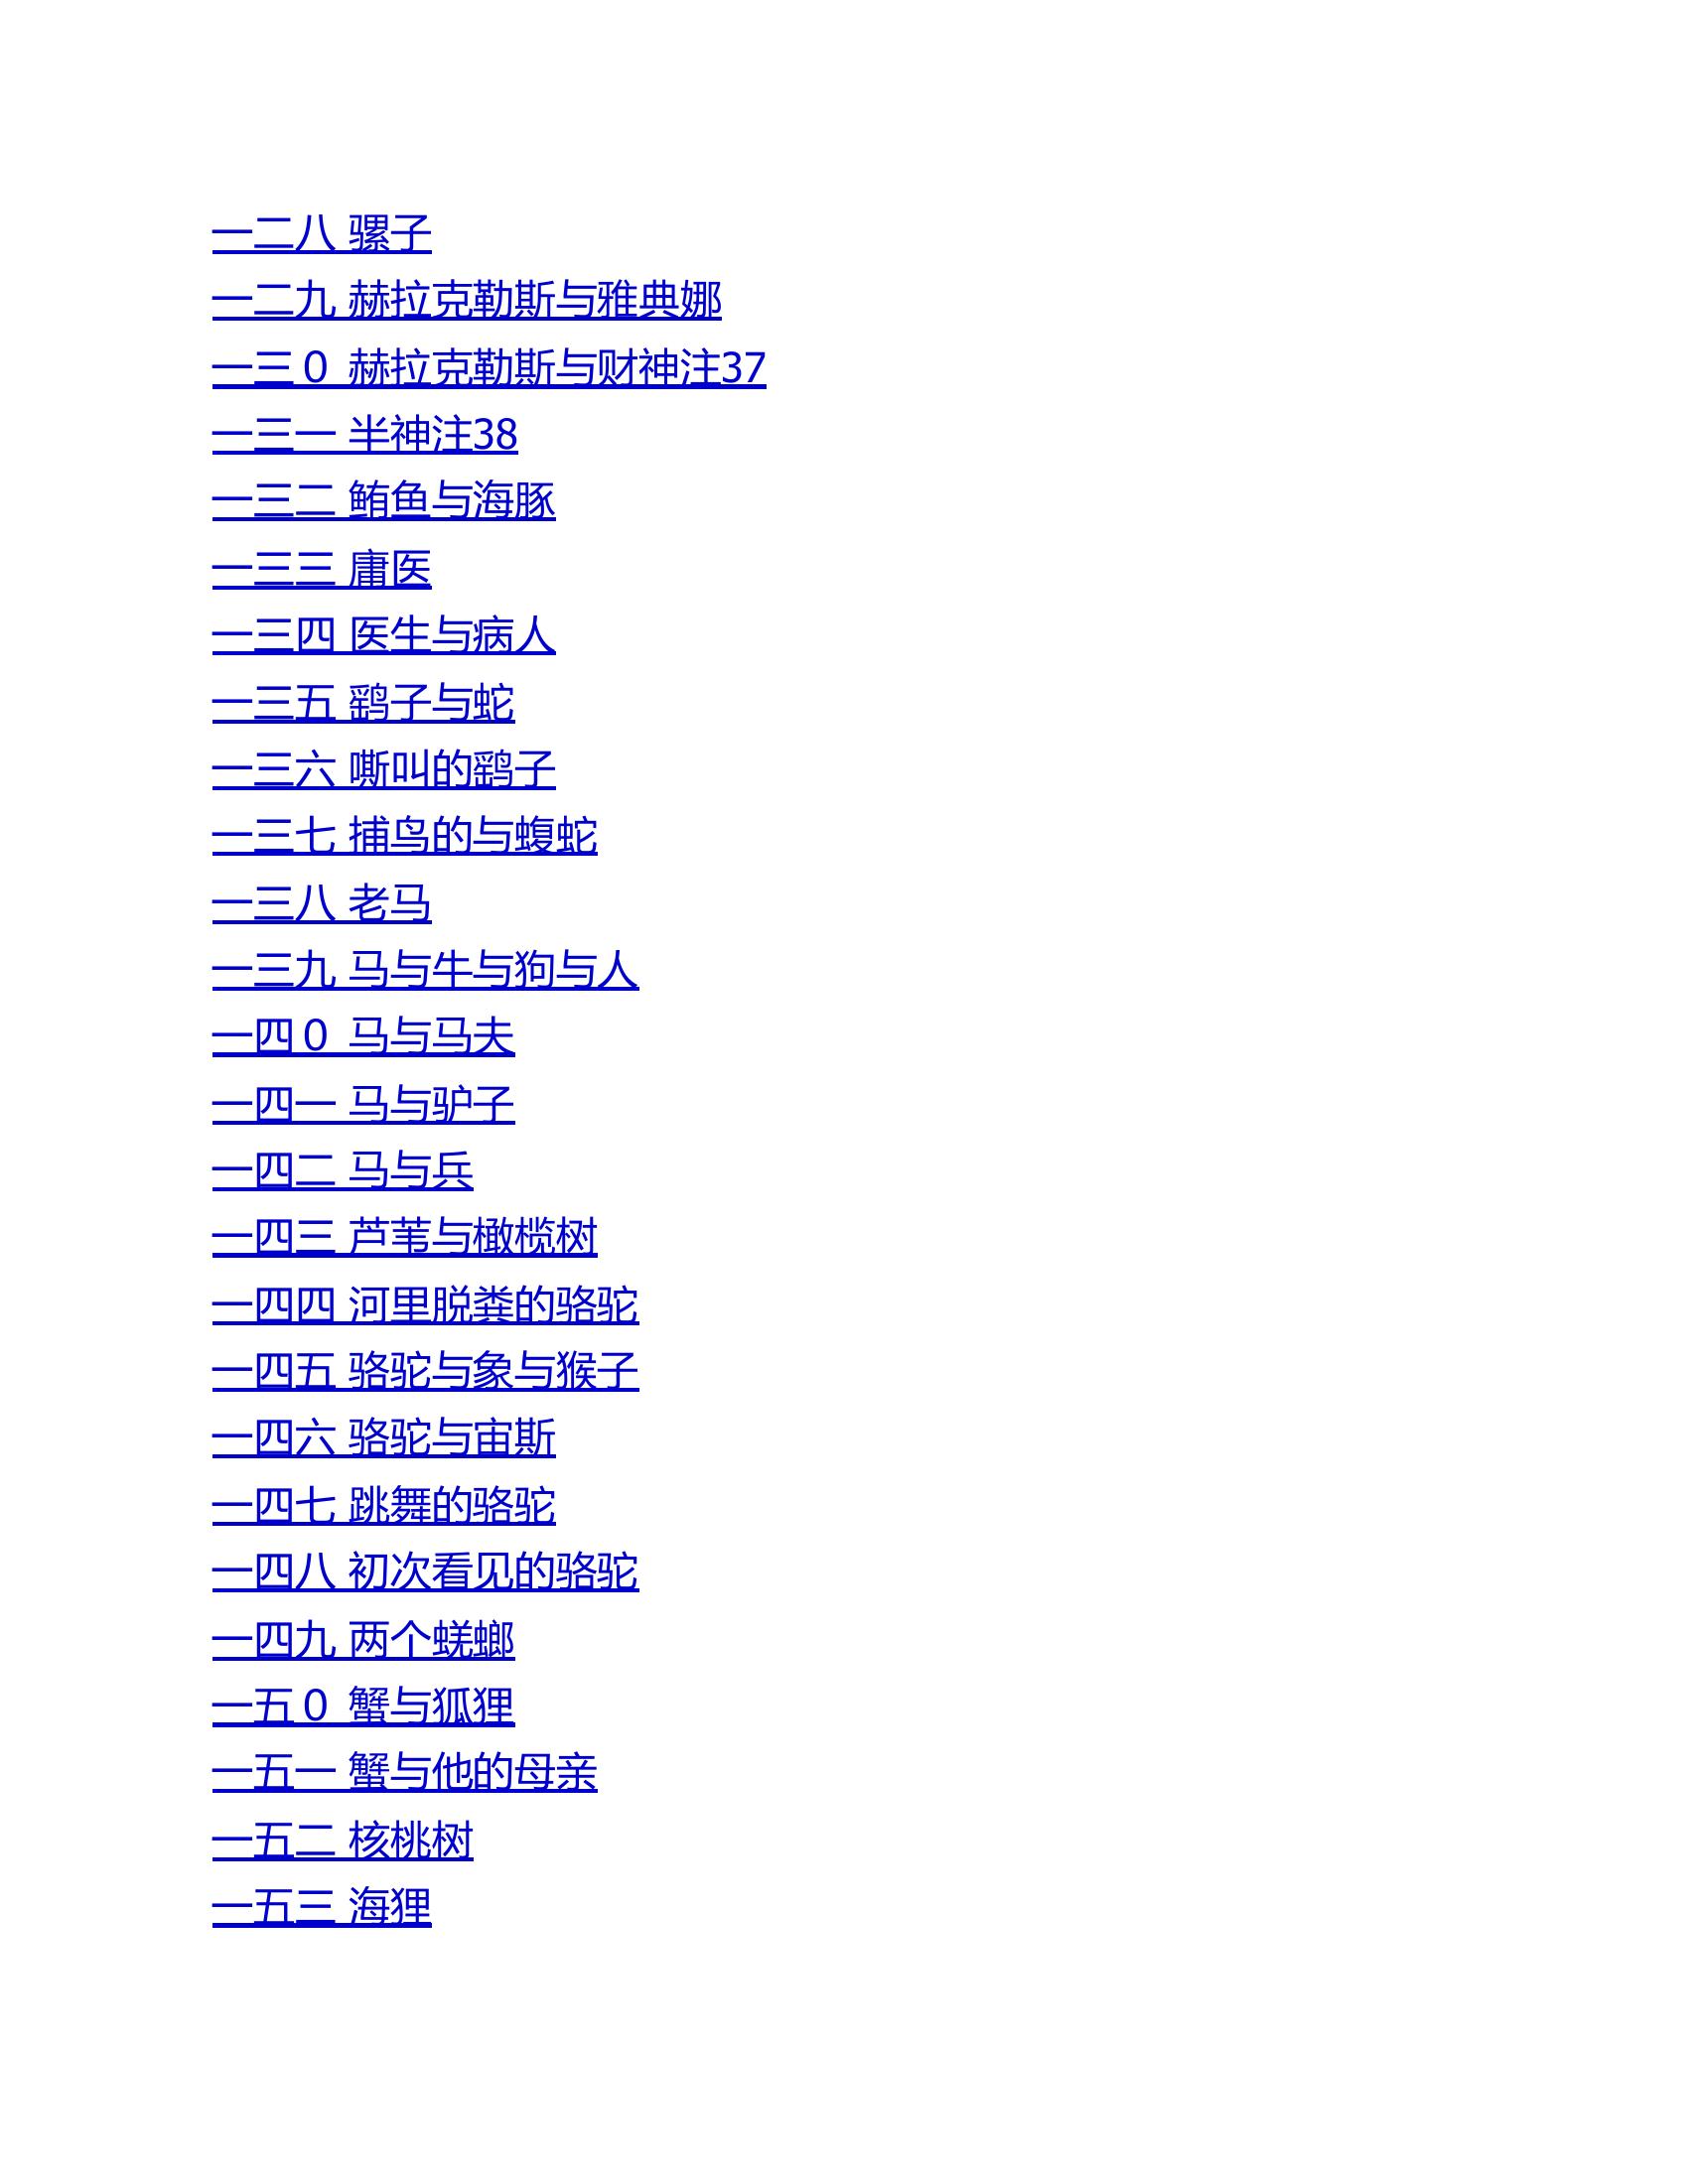 一二八 骡子
一二九 赫拉克勒斯与雅典娜
一三０ 赫拉克勒斯与财神注37
一三一 半神注38
一三二 鲔鱼与海豚
一三三 庸医
一三四 医生与病人
一三五 鹞子与蛇
一三六 嘶叫的鹞子
一三七 捕鸟的与蝮蛇
一三八 老马
一三九 马与牛与狗与人
一四０ 马与马夫
一四一 马与驴子
一四二 马与兵
一四三 芦苇与橄榄树
一四四 河里脱粪的骆驼
一四五 骆驼与象与猴子
一四六 骆驼与宙斯
一四七 跳舞的骆驼
一四八 初次看见的骆驼
一四九 两个蜣螂
一五０ 蟹与狐狸
一五一 蟹与他的母亲
一五二 核桃树
一五三 海狸